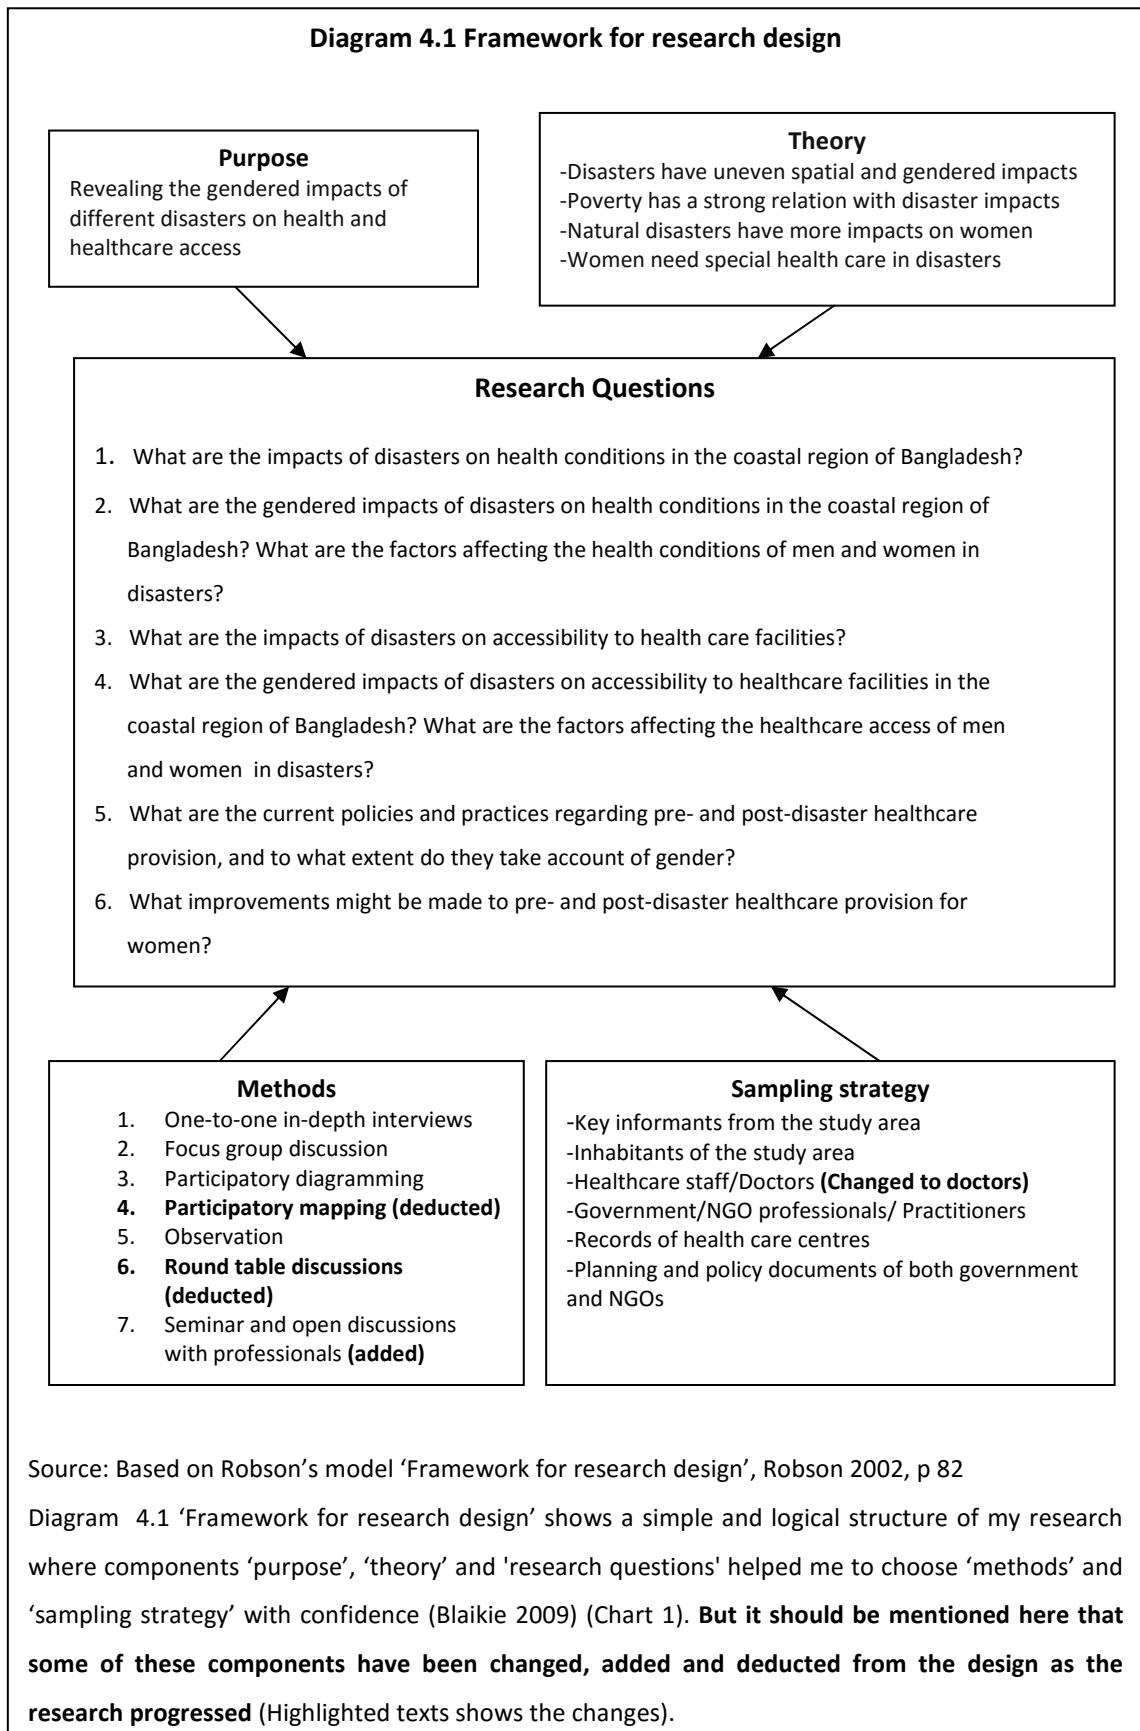 Diagram 4.1 Framework for research design
Purpose
Revealing the gendered impacts of
different disasters on health and
healthcare access
Theory
-Disasters have uneven spatial and gendered impacts
-Poverty has a strong relation with disaster impacts
-Natural disasters have more impacts on women
-Women need special health care in disasters
Research Questions
1. What are the impacts of disasters on health conditions in the coastal region of Bangladesh?
2. What are the gendered impacts of disasters on health conditions in the coastal region of
Bangladesh? What are the factors affecting the health conditions of men and women in
disasters?
3. What are the impacts of disasters on accessibility to health care facilities?
4. What are the gendered impacts of disasters on accessibility to healthcare facilities in the
coastal region of Bangladesh? What are the factors affecting the healthcare access of men
and women in disasters?
5. What are the current policies and practices regarding pre- and post-disaster healthcare
provision, and to what extent do they take account of gender?
6. What improvements might be made to pre- and post-disaster healthcare provision for
women?
Methods
1. One-to-one in-depth interviews
2. Focus group discussion
3. Participatory diagramming
4. Participatory mapping (deducted)
5. Observation
6. Round table discussions
(deducted)
7. Seminar and open discussions
with professionals (added)
Sampling strategy
-Key informants from the study area
-Inhabitants of the study area
-Healthcare staff/Doctors (Changed to doctors)
-Government/NGO professionals/ Practitioners
-Records of health care centres
-Planning and policy documents of both government
and NGOs
Source: Based on Robson’s model ‘Framework for research design’, Robson 2002, p 82
Diagram 4.1 ‘Framework for research design’ shows a simple and logical structure of my research
where components ‘purpose’, ‘theory’ and 'research questions' helped me to choose ‘methods’ and
‘sampling strategy’ with confidence (Blaikie 2009) (Chart 1). But it should be mentioned here that
some of these components have been changed, added and deducted from the design as the
research progressed (Highlighted texts shows the changes).